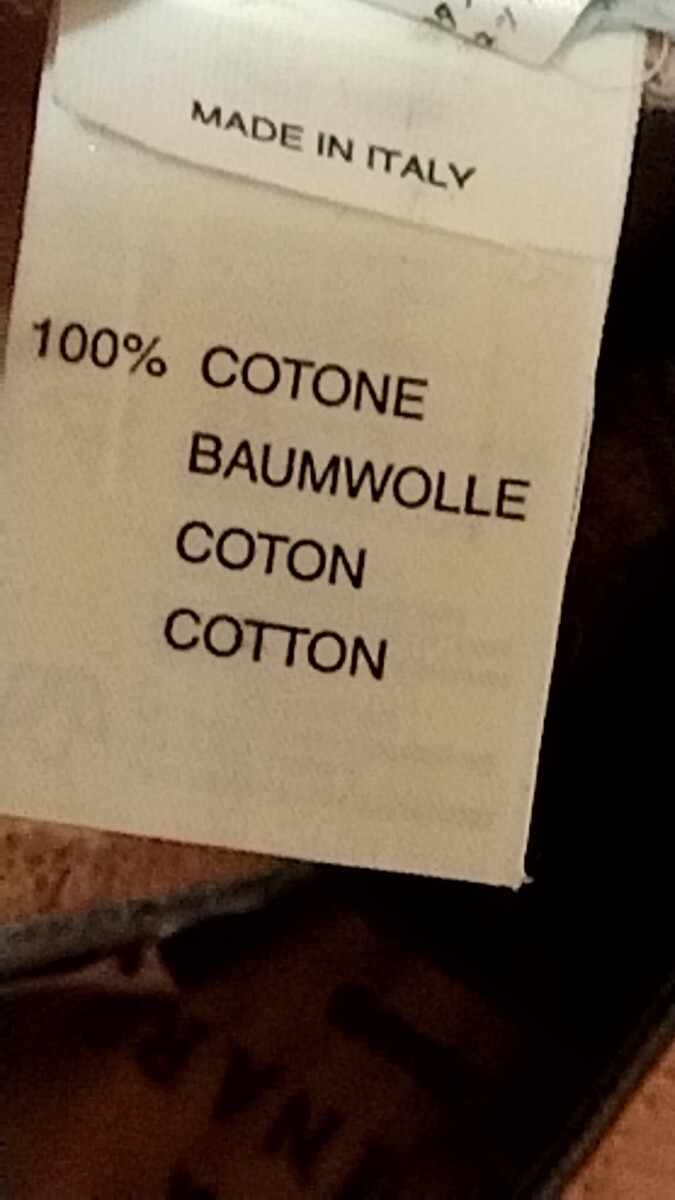 MADE IN ITALY
100% COTONE
BAUMWOLLE
COTON
COTTON